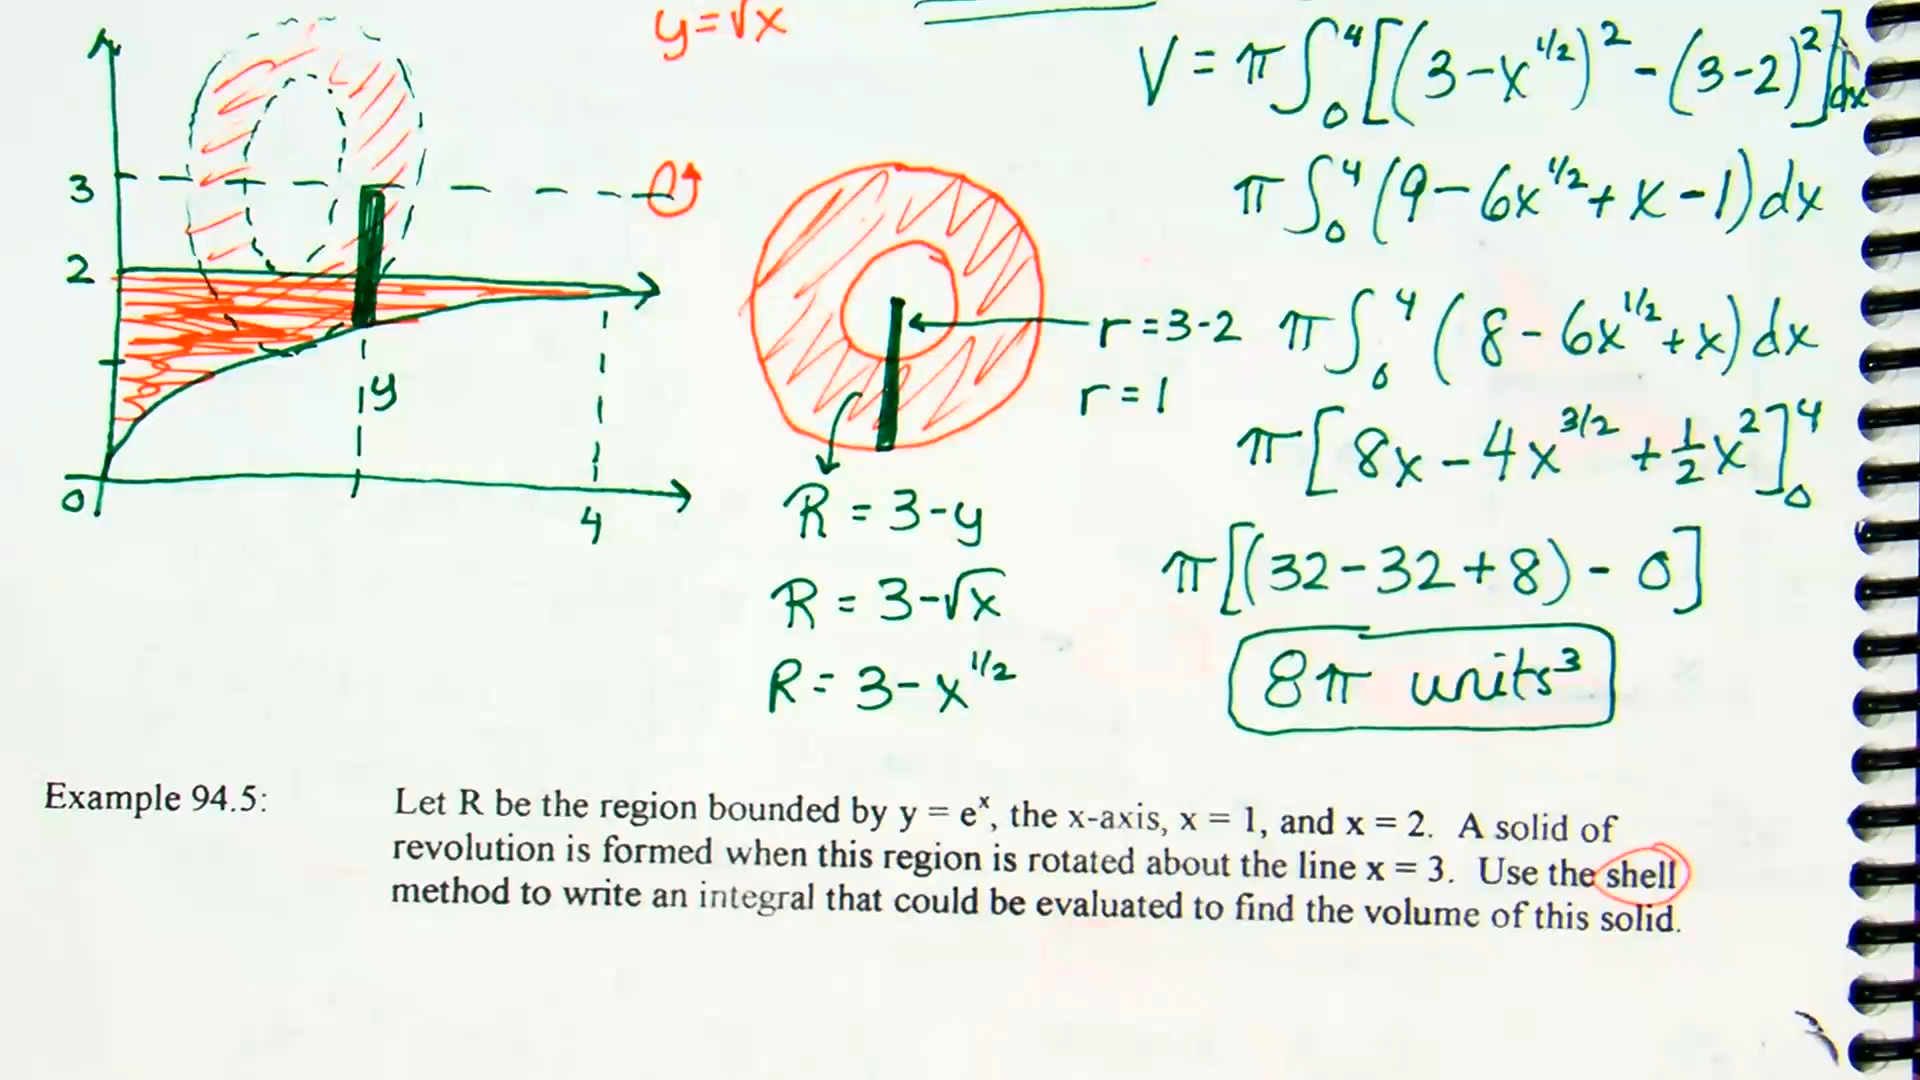 y=√x
3
2
y
0
4
r=3-2
r=1
R = 3-y
R = 3-√x
R = 3-x^1/2
V = π∫₀⁴[(3-x^1/2)² - (3-2)²]dx
π∫₀⁴(9-6x^1/2+x-1)dx
π∫₀⁴(8-6x^1/2+x)dx
π[8x-4x^3/2+½x²]₀⁴
π[(32-32+8)-0]
8π units³
Example 94.5:
Let R be the region bounded by y = eˣ, the x-axis, x = 1, and x = 2. A solid of
revolution is formed when this region is rotated about the line x = 3. Use the shell
method to write an integral that could be evaluated to find the volume of this solid.